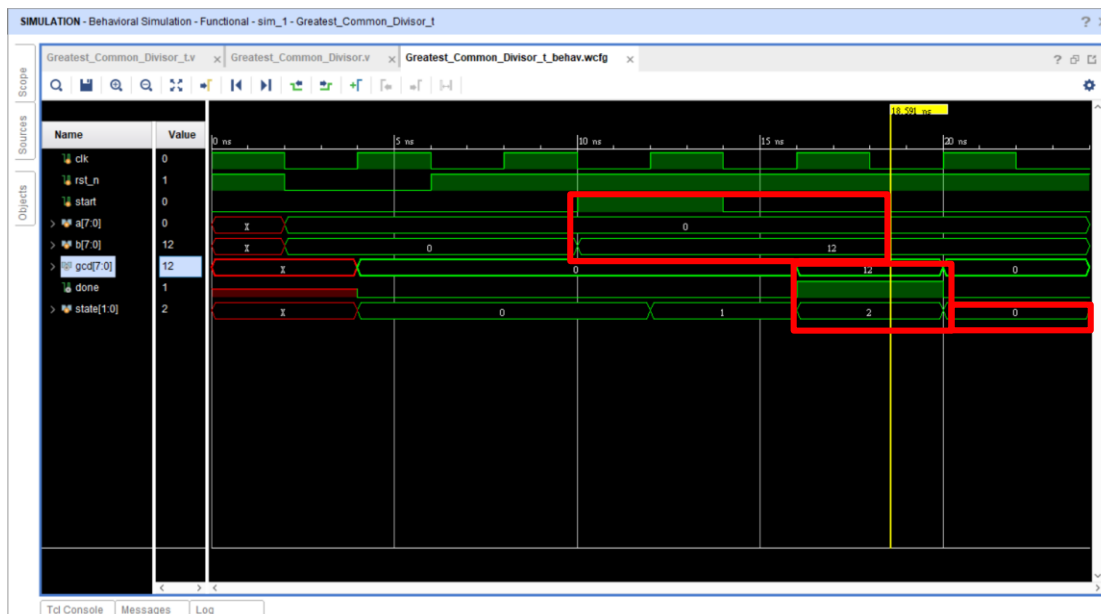 SIMULATION - Behavioral Simulation - Functional - sim_1 - Greatest_Common_Divisor_t
?
Greatest_Common_Divisor_t.v × Greatest_Common_Divisor.v × Greatest_Common_Divisor_t_behav.wcfg ×
?
Scope
Sources
Objects
18.591 ns
Name Value
0 ns 5 ns 10 ns 15 ns 20 ns
clk 0
rst_n 1
start 0
a[7:0] 0 X 0
b[7:0] 12 X 0 12
gcd[7:0] 12 X 0 12 0
done 1
state[1:0] 2 X 0 1 2 0
Tcl Console Messages Log